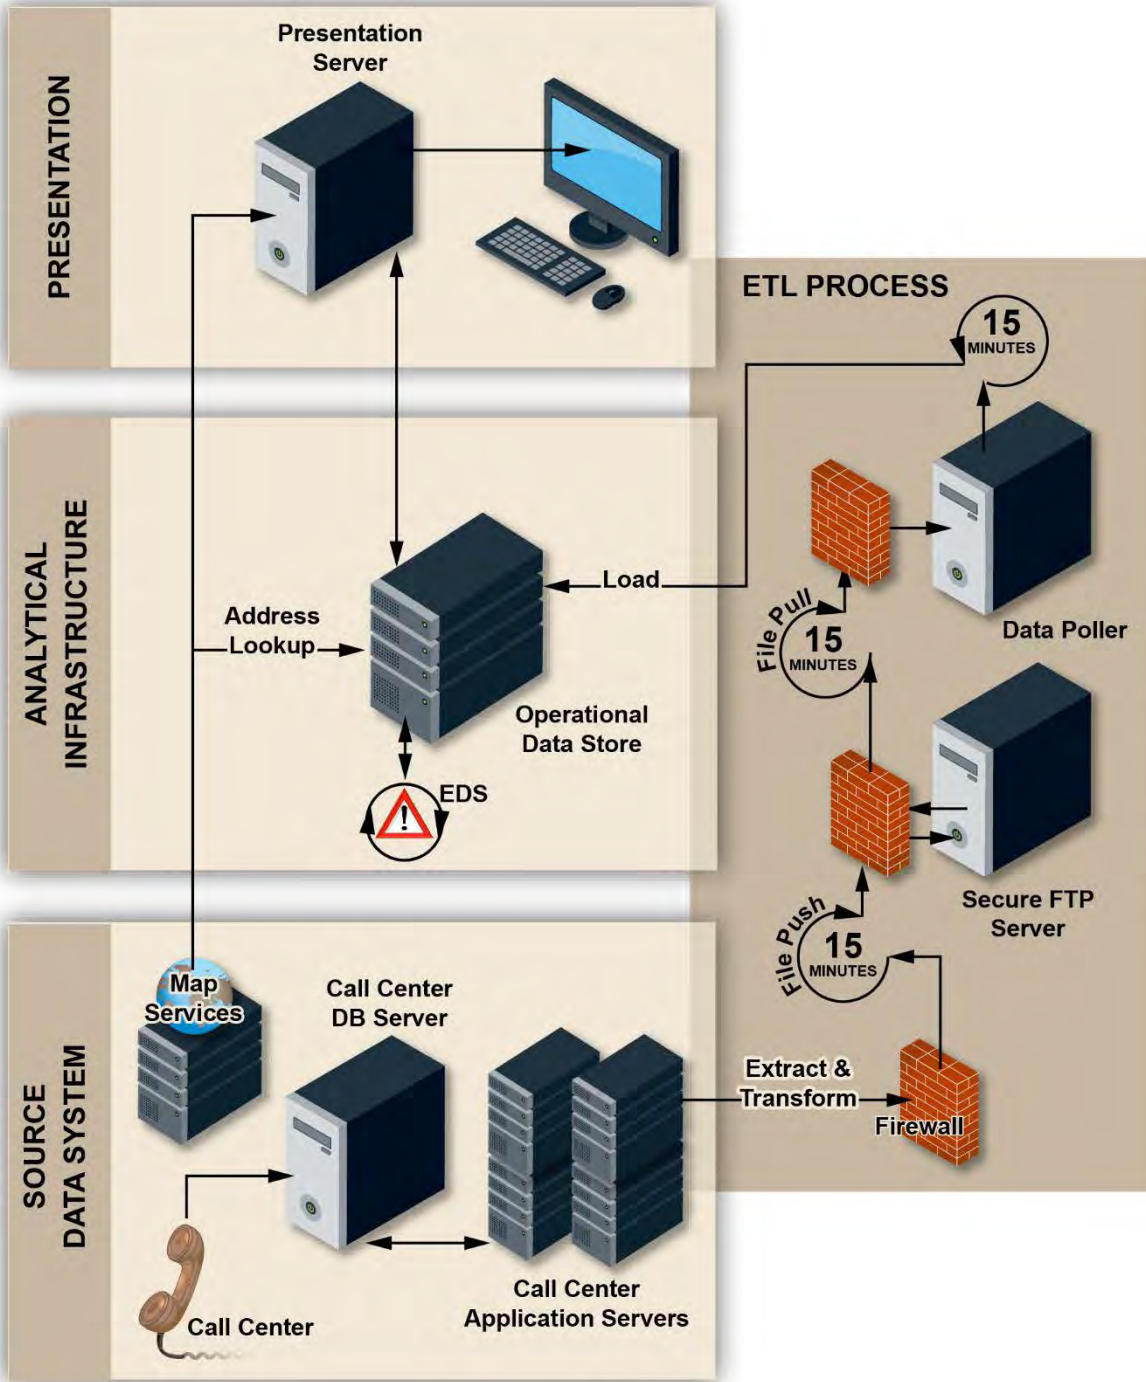 PRESENTATION
Presentation
Server
ETL PROCESS
15
MINUTES
ANALYTICAL
INFRASTRUCTURE
Address
Lookup
Load
Operational
Data Store
EDS
!
File Pull
15
MINUTES
Data Poller
Secure FTP
Server
File Push
15
MINUTES
SOURCE
DATA SYSTEM
Map
Services
Call Center
DB Server
Extract &
Transform
Firewall
Call Center
Call Center
Application Servers